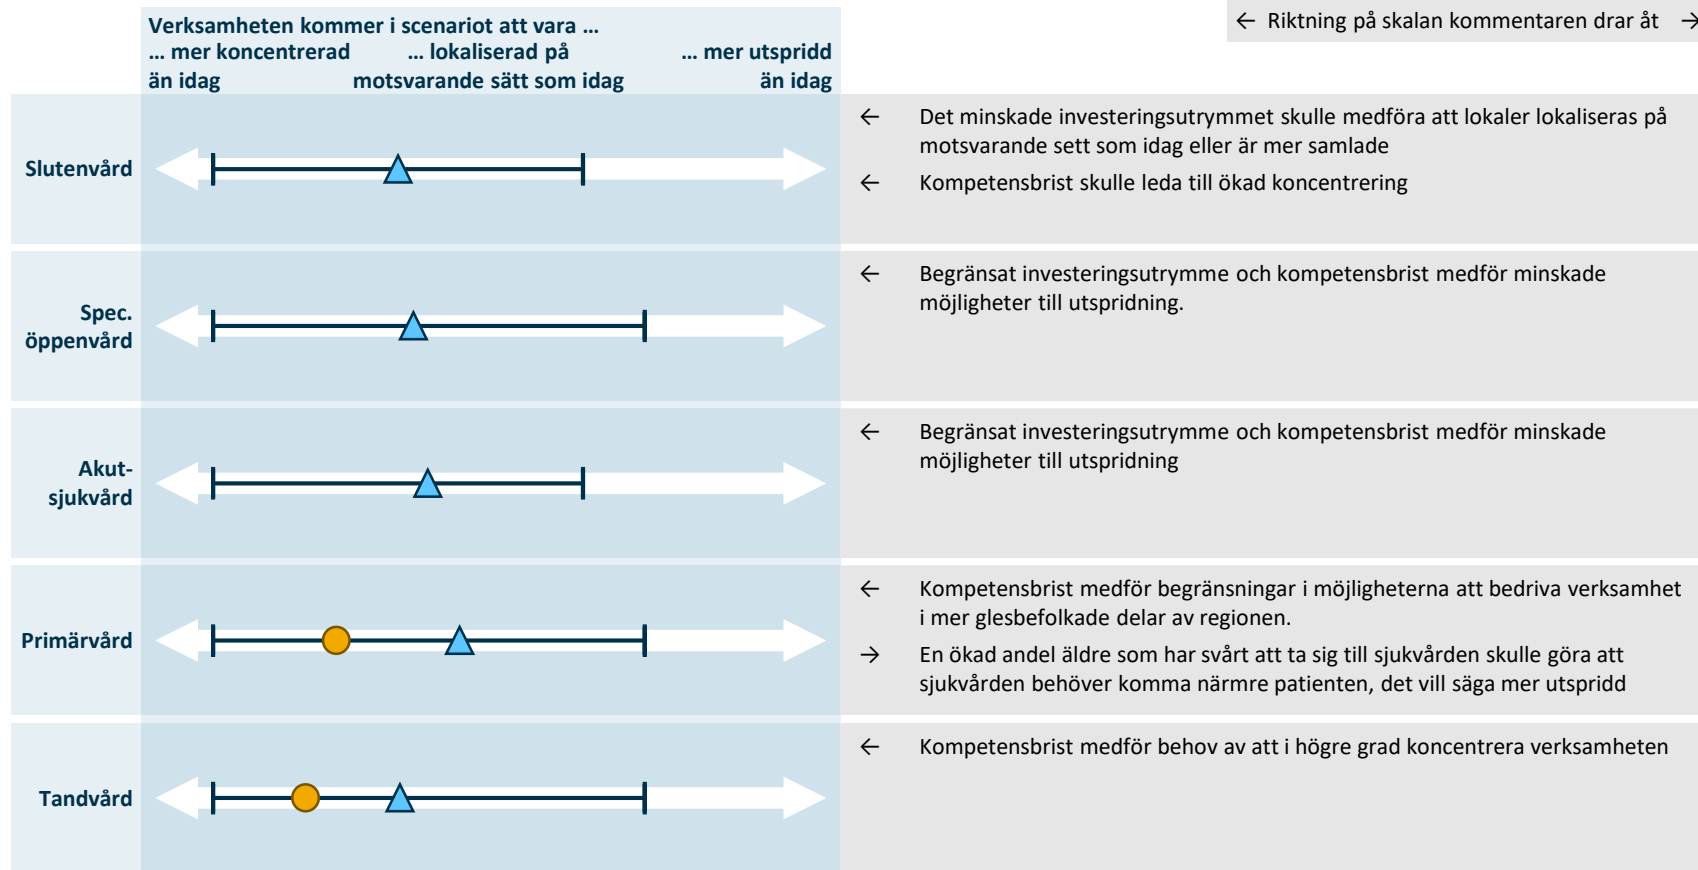 Verksamheten kommer i scenariot att vara …
… mer koncentrerad
än idag
… lokaliserad på
motsvarande sätt som idag
… mer utspridd
än idag
← Riktning på skalan kommentaren drar åt →
Slutenvård
← Det minskade investeringsutrymmet skulle medföra att lokaler lokaliseras på
motsvarande sett som idag eller är mer samlade
← Kompetensbrist skulle leda till ökad koncentrering
Spec.
öppenvård
← Begränsat investeringsutrymme och kompetensbrist medför minskade
möjligheter till utspridning.
Akut-
sjukvård
← Begränsat investeringsutrymme och kompetensbrist medför minskade
möjligheter till utspridning
Primärvård
← Kompetensbrist medför begränsningar i möjligheterna att bedriva verksamhet
i mer glesbefolkade delar av regionen.
→ En ökad andel äldre som har svårt att ta sig till sjukvården skulle göra att
sjukvården behöver komma närmre patienten, det vill säga mer utspridd
Tandvård
← Kompetensbrist medför behov av att i högre grad koncentrera verksamheten